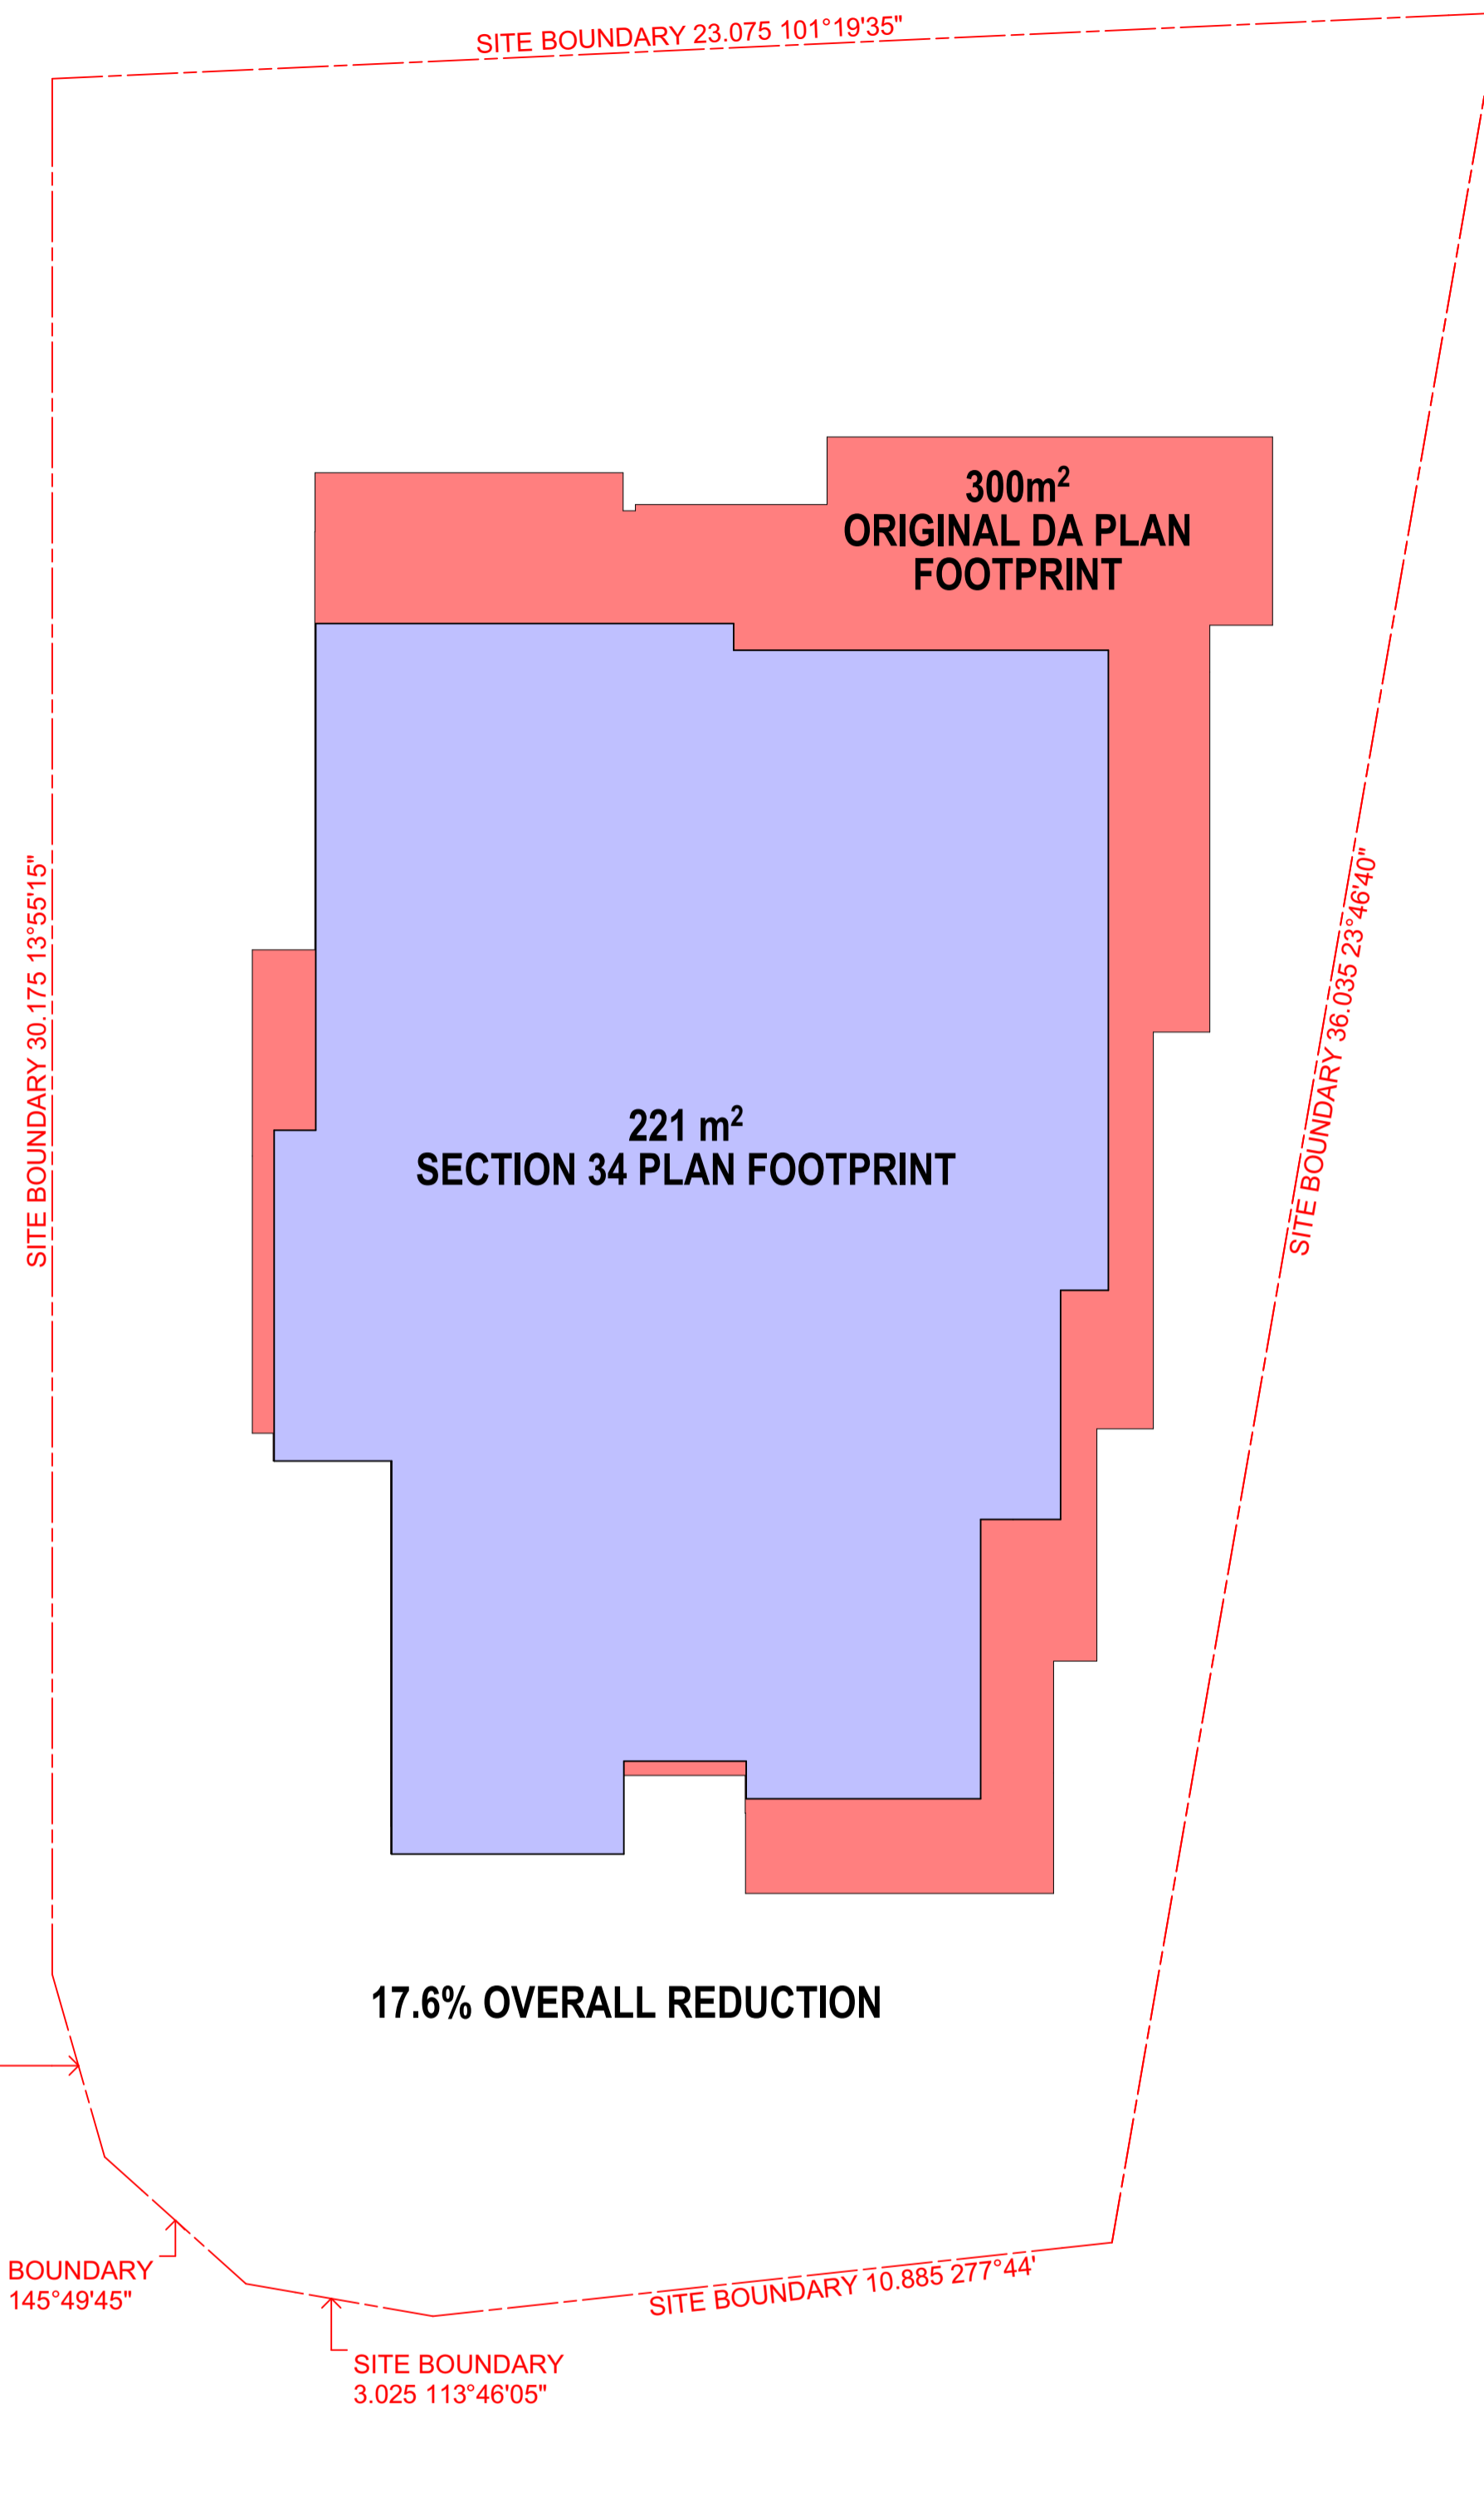 SITE BOUNDARY 23.075 101°19'35"
300m²
ORIGINAL DA PLAN
FOOTPRINT
SITE BOUNDARY 30.175 13°55'15"
SITE BOUNDARY 36.035 23°46'40"
221 m²
SECTION 34 PLAN FOOTPRINT
17.6% OVERALL REDUCTION
BOUNDARY
145°49'45"
SITE BOUNDARY 10.885 277°44'
SITE BOUNDARY
3.025 113°46'05"